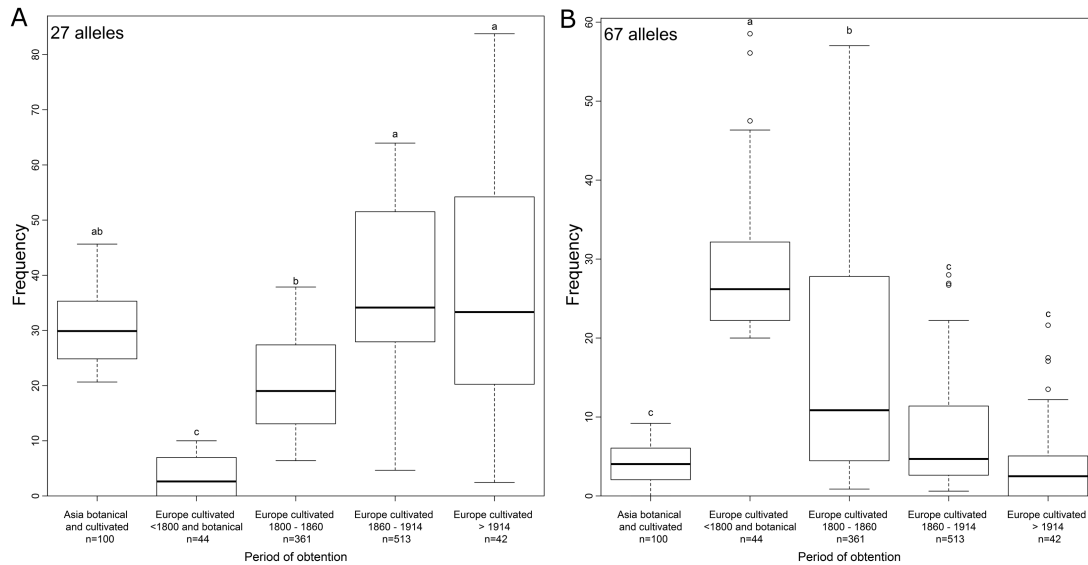 A
27 alleles
Frequency
0
10
20
30
40
50
60
70
80
ab
c
b
a
a
Asia botanical
and cultivated
n=100
Europe cultivated
<1800 and botanical
n=44
Europe cultivated
1800 - 1860
n=361
Europe cultivated
1860 - 1914
n=513
Europe cultivated
> 1914
n=42
Period of obtention
B
67 alleles
Frequency
0
10
20
30
40
50
60
c
a
b
c
c
Asia botanical
and cultivated
n=100
Europe cultivated
<1800 and botanical
n=44
Europe cultivated
1800 - 1860
n=361
Europe cultivated
1860 - 1914
n=513
Europe cultivated
> 1914
n=42
Period of obtention